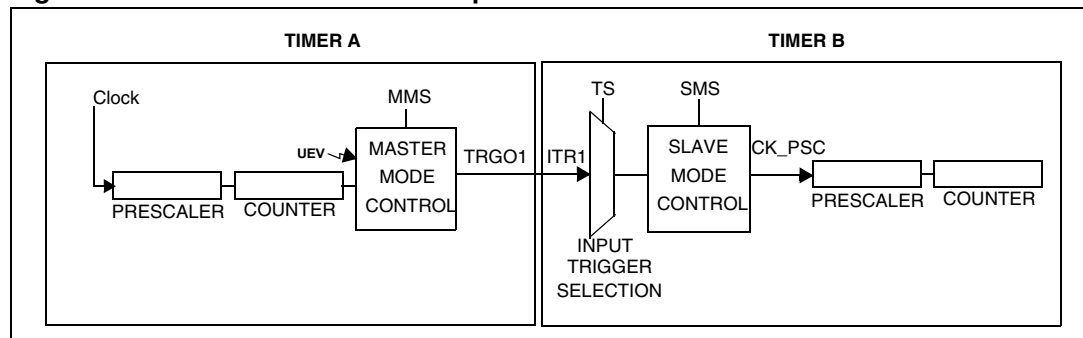 TIMER A
Clock
MMS
UEV
MASTER
MODE
CONTROL
PRESCALER
COUNTER
TRGO1
TIMER B
ITR1
TS
INPUT
TRIGGER
SELECTION
SMS
SLAVE
MODE
CONTROL
CK_PSC
PRESCALER
COUNTER